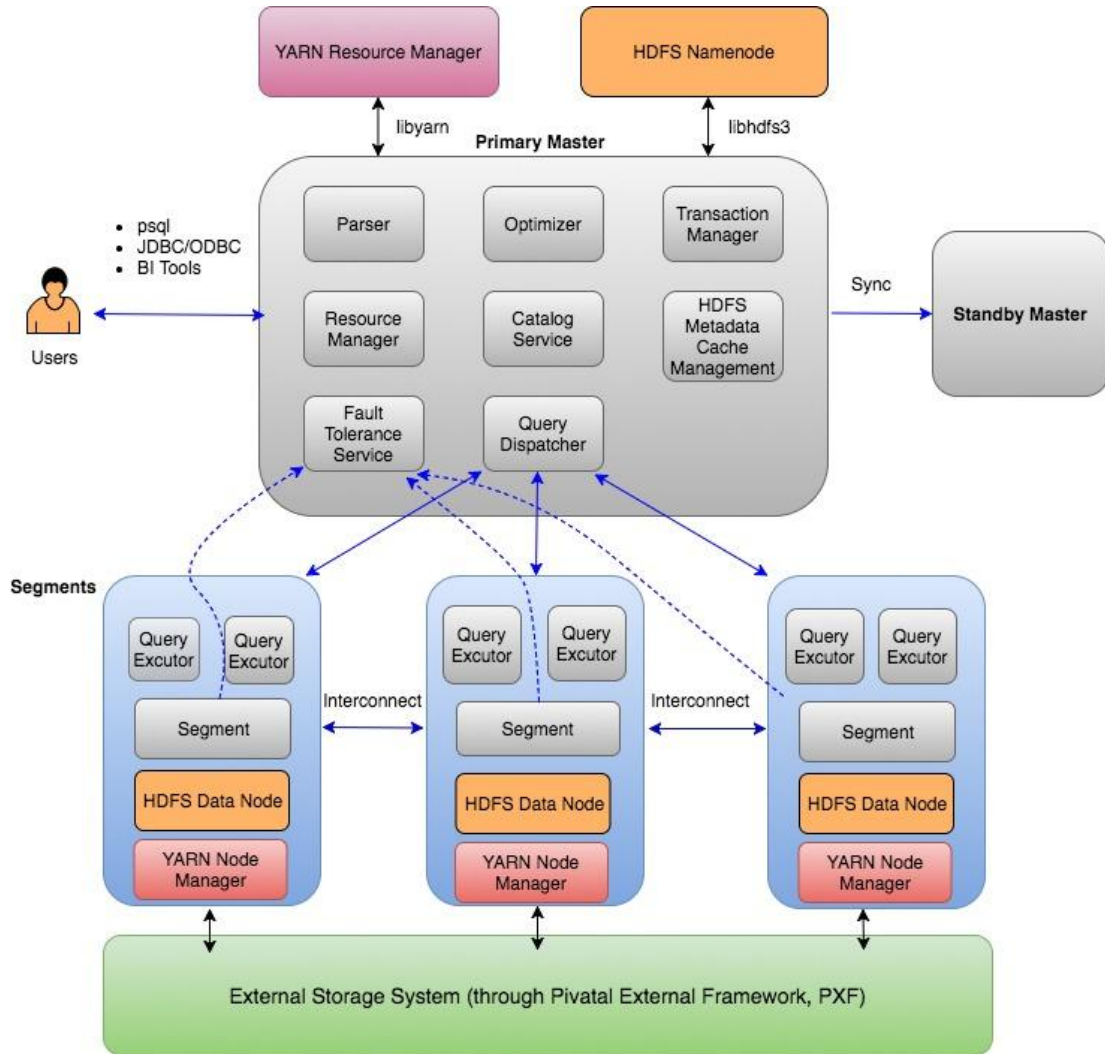 YARN Resource Manager
HDFS Namenode
libyarn
libhdfs3
Primary Master
Parser
Optimizer
Transaction
Manager
psql
JDBC/ODBC
BI Tools
Users
Resource
Manager
Catalog
Service
HDFS
Metadata
Cache
Management
Sync
Standby Master
Fault
Tolerance
Service
Query
Dispatcher
Segments
Query
Excutor
Query
Excutor
Segment
HDFS Data Node
YARN Node
Manager
Interconnect
Query
Excutor
Query
Excutor
Segment
HDFS Data Node
YARN Node
Manager
Interconnect
Query
Excutor
Query
Excutor
Segment
HDFS Data Node
YARN Node
Manager
External Storage System (through Pivatal External Framework, PXF)